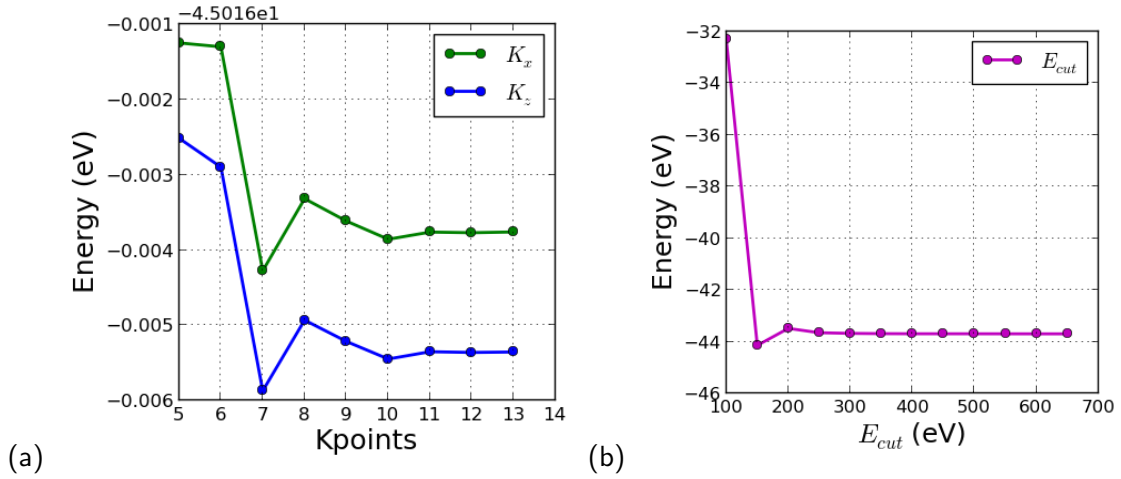 −4.5016e1
−0.001
−0.002
−0.003
−0.004
−0.005
−0.006
Energy (eV)
5 6 7 8 9 10 11 12 13 14
Kpoints
K_x
K_z
(a)
−32
−34
−36
−38
−40
−42
−44
−46
Energy (eV)
100 200 300 400 500 600 700
E_cut (eV)
E_cut
(b)